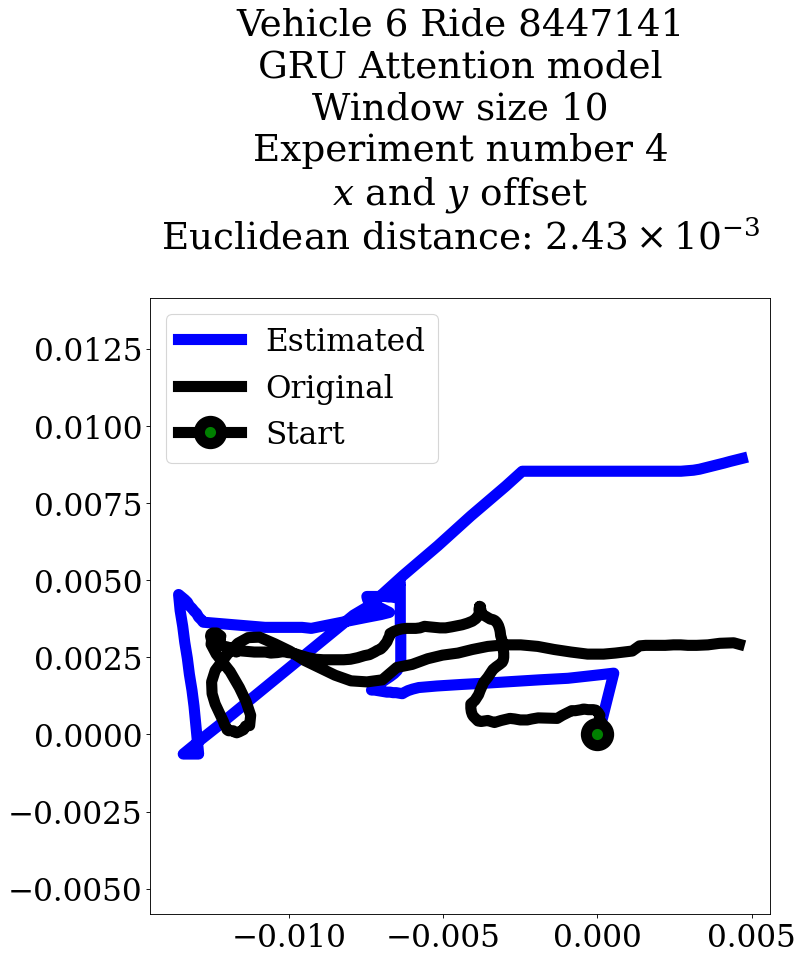 Vehicle 6 Ride 8447141
GRU Attention model
Window size 10
Experiment number 4
x and y offset
Euclidean distance: 2.43 × 10⁻³
Estimated
Original
Start
0.0125
0.0100
0.0075
0.0050
0.0025
0.0000
−0.0025
−0.0050
−0.010 −0.005 0.000 0.005